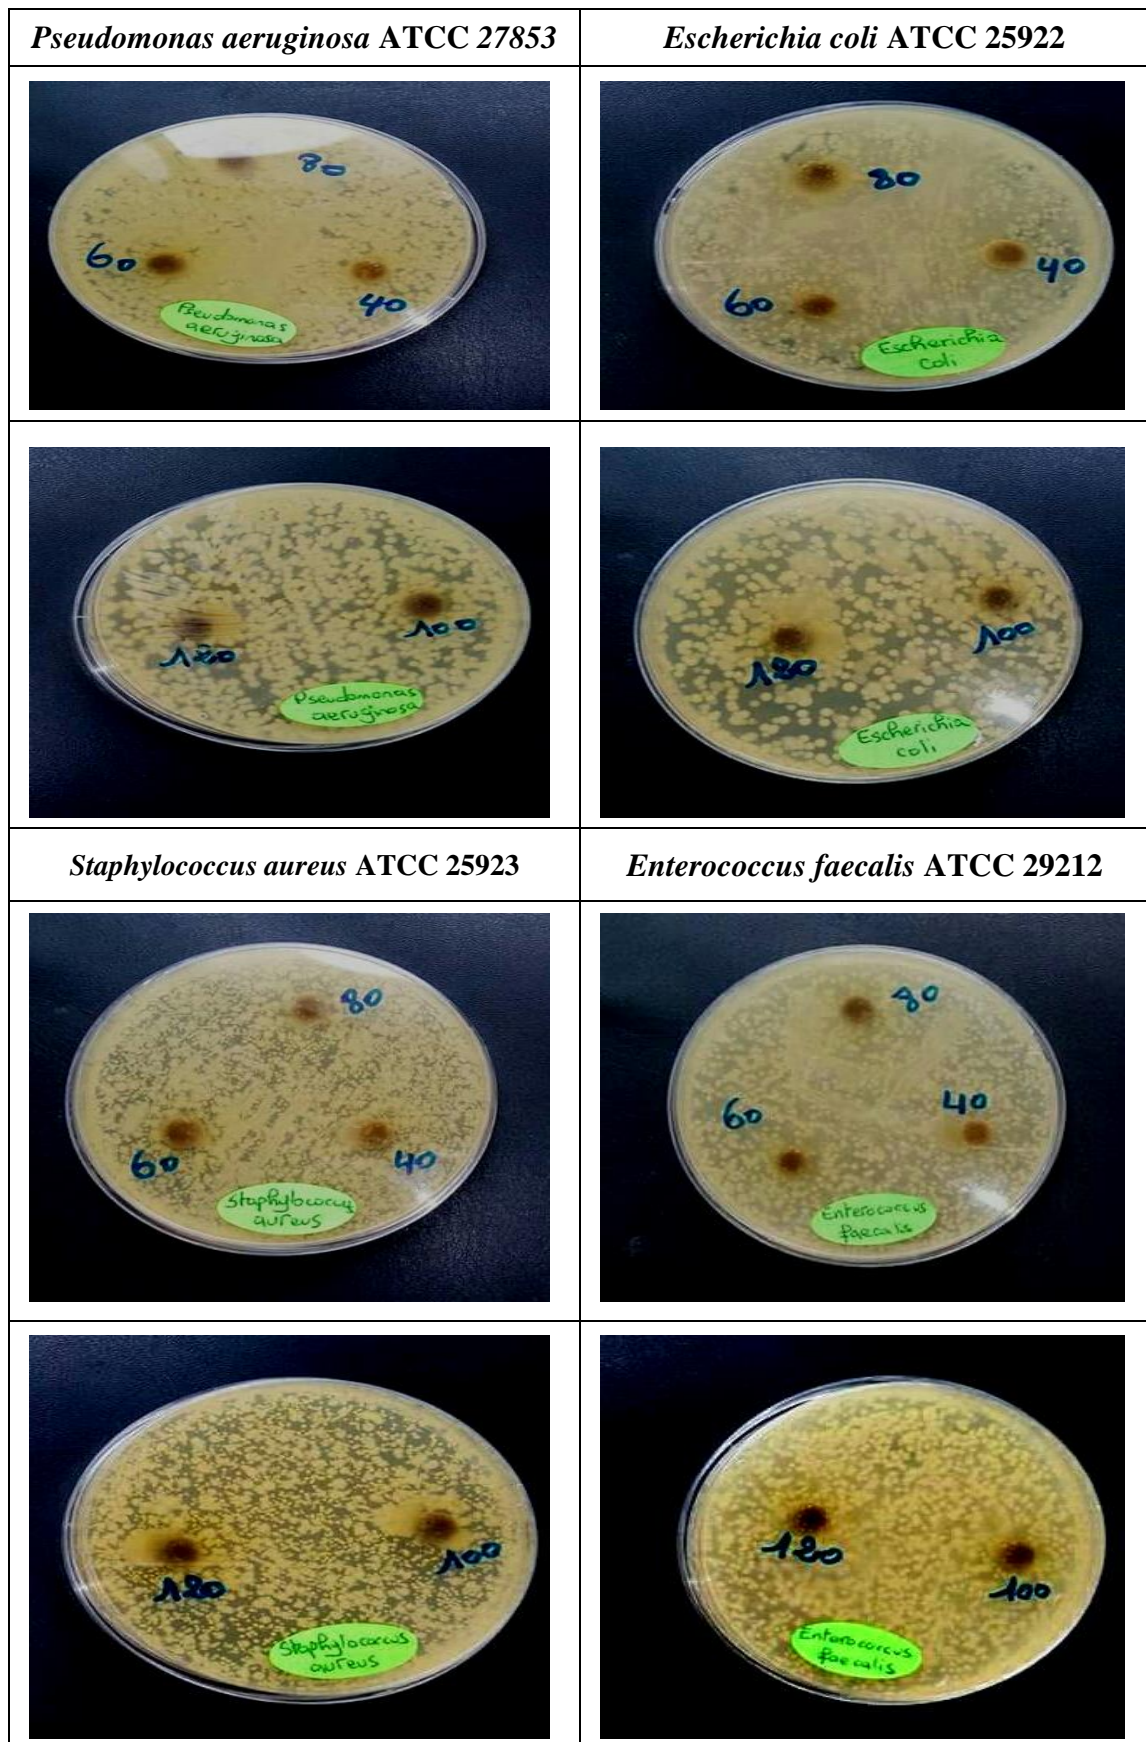 Pseudomonas aeruginosa ATCC 27853
Escherichia coli ATCC 25922
80
60
40
Pseudomonas
aeruginosa
80
40
60
Escherichia
coli
100
120
Pseudomonas
aeruginosa
100
120
Escherichia
coli
Staphylococcus aureus ATCC 25923
Enterococcus faecalis ATCC 29212
80
60
40
Staphylococcus
aureus
80
40
60
Enterococcus
faecalis
100
120
Staphylococcus
aureus
120
100
Enterococcus
faecalis